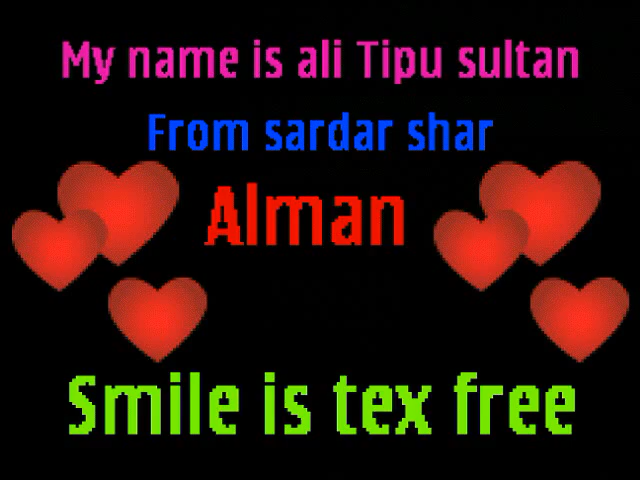 My name is ali Tipu sultan
From sardar shar
Alman
Smile is tex free